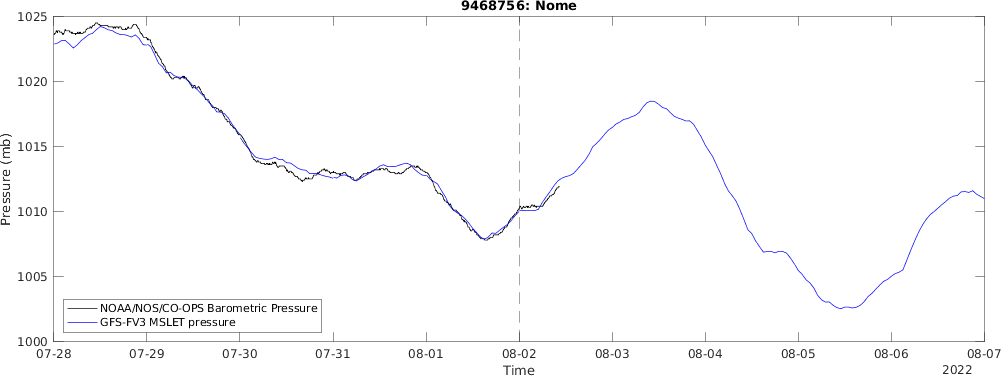 9468756: Nome
Pressure (mb)
1025
1020
1015
1010
1005
1000
NOAA/NOS/CO-OPS Barometric Pressure
GFS-FV3 MSLET pressure
07-28 07-29 07-30 07-31 08-01 08-02 08-03 08-04 08-05 08-06 08-07
Time
2022